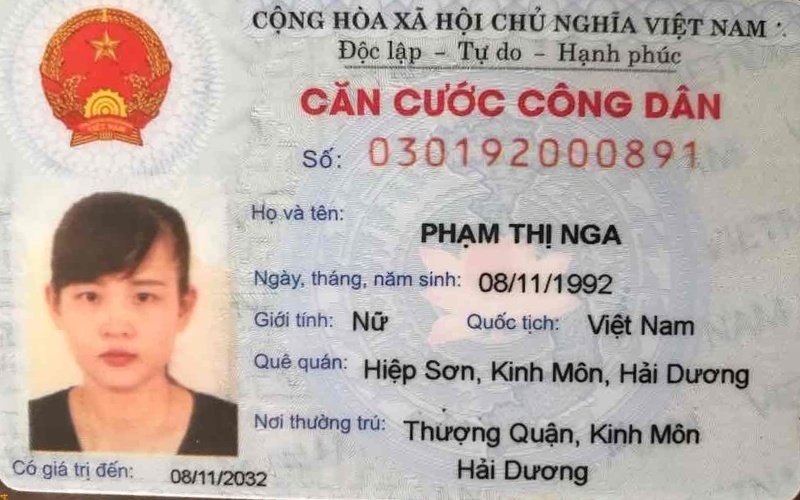 CỘNG HÒA XÃ HỘI CHỦ NGHĨA VIỆT NAM
Độc lập – Tự do – Hạnh phúc
CĂN CƯỚC CÔNG DÂN
Số: 030192000891
Họ và tên:
PHẠM THỊ NGA
Ngày, tháng, năm sinh: 08/11/1992
Giới tính: Nữ Quốc tịch: Việt Nam
Quê quán: Hiệp Sơn, Kinh Môn, Hải Dương
Nơi thường trú: Thượng Quận, Kinh Môn
Hải Dương
Có giá trị đến: 08/11/2032
VIỆT NAM